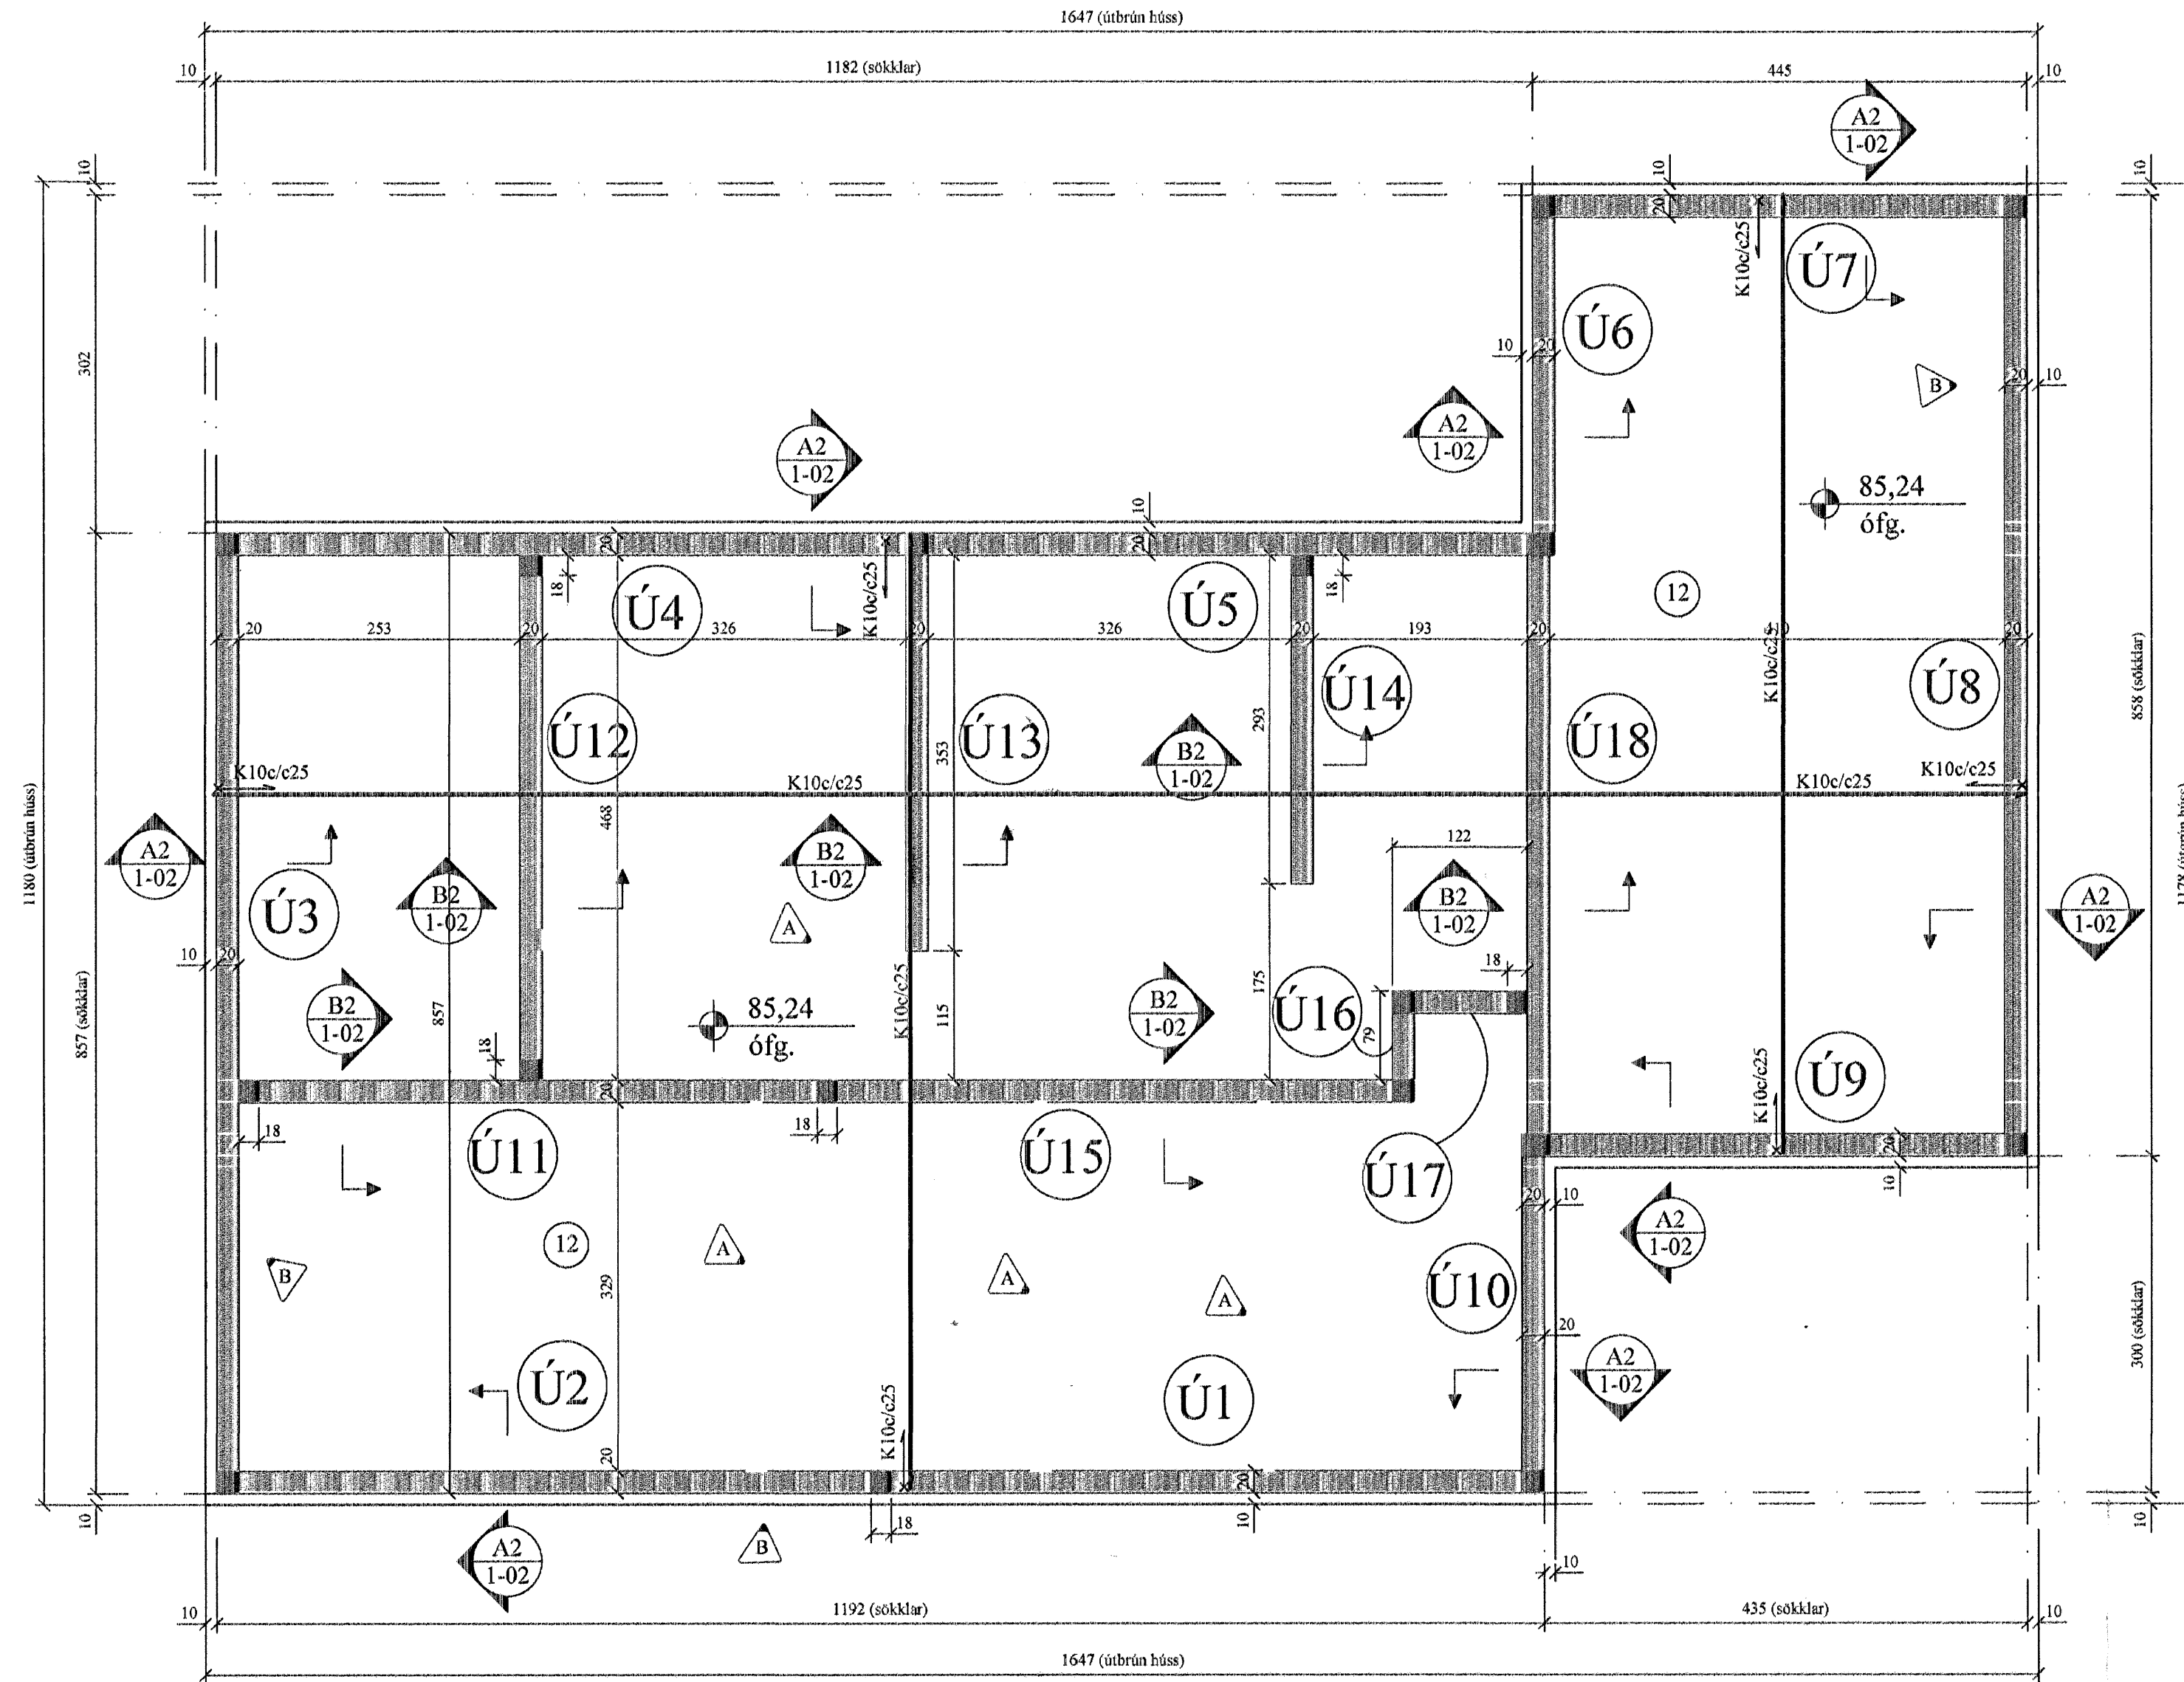 1647 (útbrún húss)
10
1182 (sökklar)
445
10
A2
1-02
10
10
10
20
K10c/c25
Ú7
Ú6
302
10
20
B
20
10
A2
1-02
A2
1-02
85,24
ófg.
10
20
20
18
K10c/c25
18
12
Ú4
Ú5
20
253
20
326
20
326
20
193
20
410
20
K10c/c25
858 (sökklar)
Ú14
Ú8
Ú12
Ú13
353
B2
1-02
293
Ú18
K10c/c25
K10c/c25
K10c/c25
K10c/c25
468
1180 (útbrún húss)
1178 (útbrún húss)
A2
1-02
B2
1-02
122
Ú3
B2
1-02
A
B2
1-02
A2
1-02
10
20
18
857 (sökklar)
857
B2
1-02
85,24
ófg.
K10c/c25
115
B2
1-02
175
Ú16
79
18
20
K10c/c25
Ú9
18
18
Ú11
Ú15
Ú17
20
10
20
10
A2
1-02
12
A
B
A
A
329
Ú10
20
300 (sökklar)
Ú2
Ú1
A2
1-02
K10c/c25
20
20
10
18
10
10
A2
1-02
B
10
10
1192 (sökklar)
435 (sökklar)
10
1647 (útbrún húss)